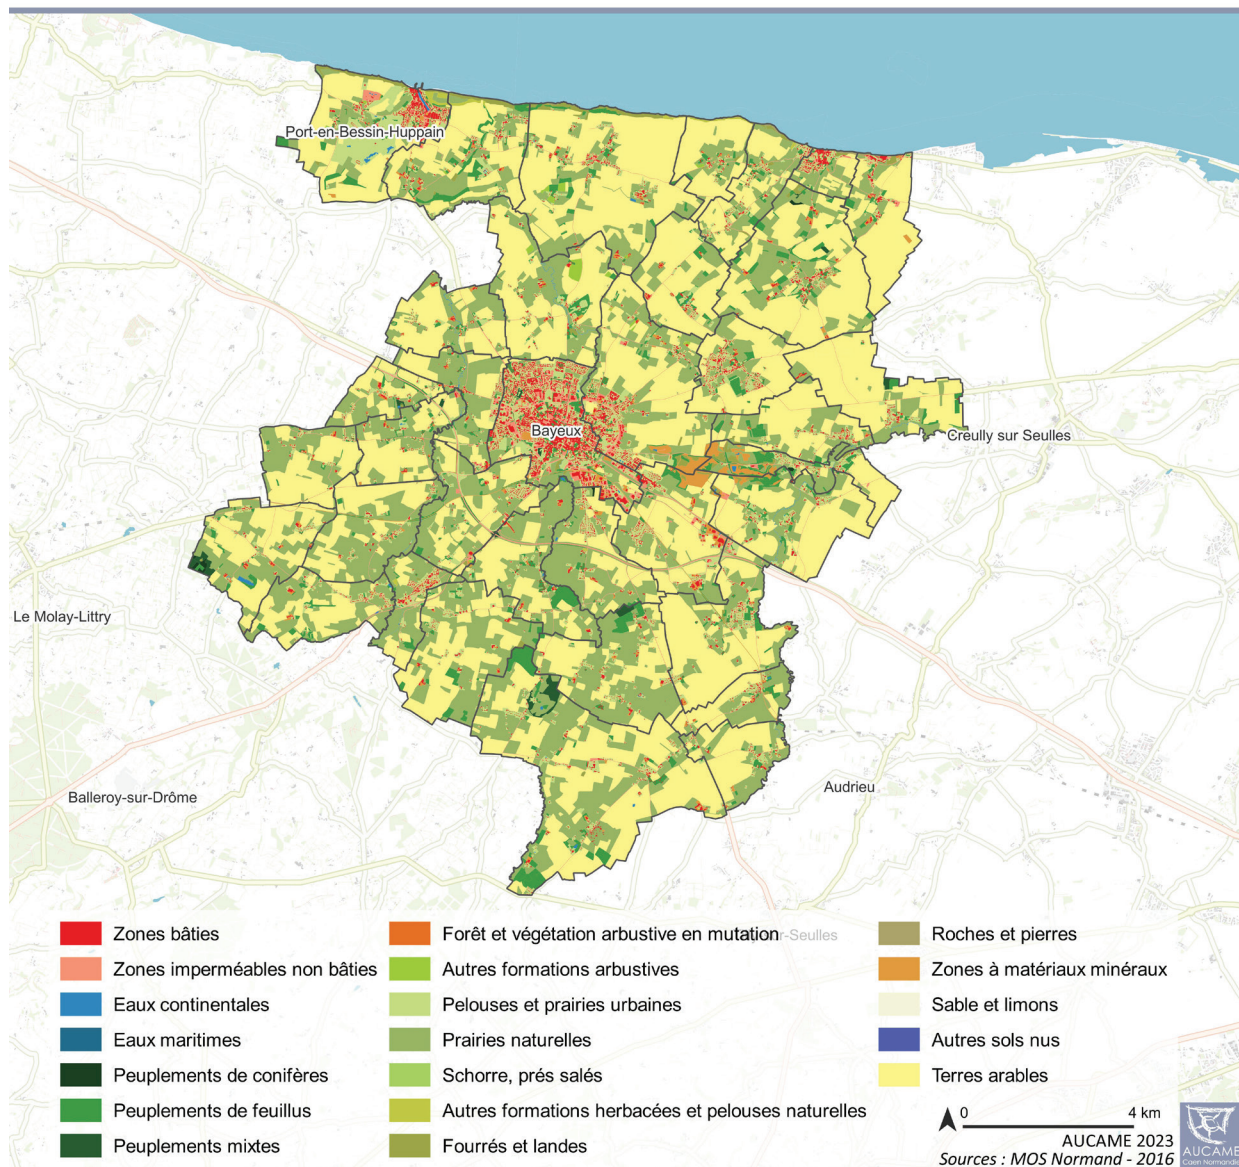 Port-en-Bessin-Huppain
Bayeux
Creully sur Seulles
Le Molay-Littry
Balleroy-sur-Drôme
Audrieu
Zones bâties
Zones imperméables non bâties
Eaux continentales
Eaux maritimes
Peuplements de conifères
Peuplements de feuillus
Peuplements mixtes
Forêt et végétation arbustive en mutation
Autres formations arbustives
Pelouses et prairies urbaines
Prairies naturelles
Schorre, prés salés
Autres formations herbacées et pelouses naturelles
Fourrés et landes
-Seulles
Roches et pierres
Zones à matériaux minéraux
Sable et limons
Autres sols nus
Terres arables
0 4 km
AUCAME 2023
Sources : MOS Normand - 2016
AUCAME
Caen Normandie